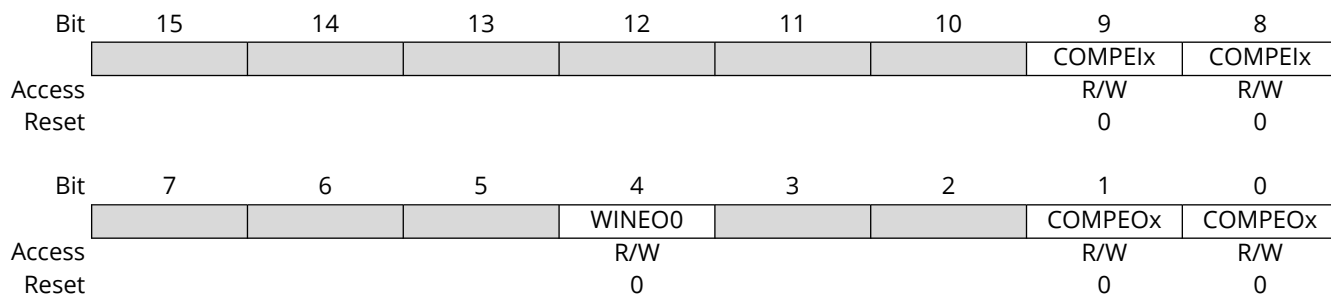 Bit 15 14 13 12 11 10 9 8
COMPEIx COMPEIx
Access R/W R/W
Reset 0 0
Bit 7 6 5 4 3 2 1 0
WINEO0 COMPEOx COMPEOx
Access R/W R/W R/W
Reset 0 0 0